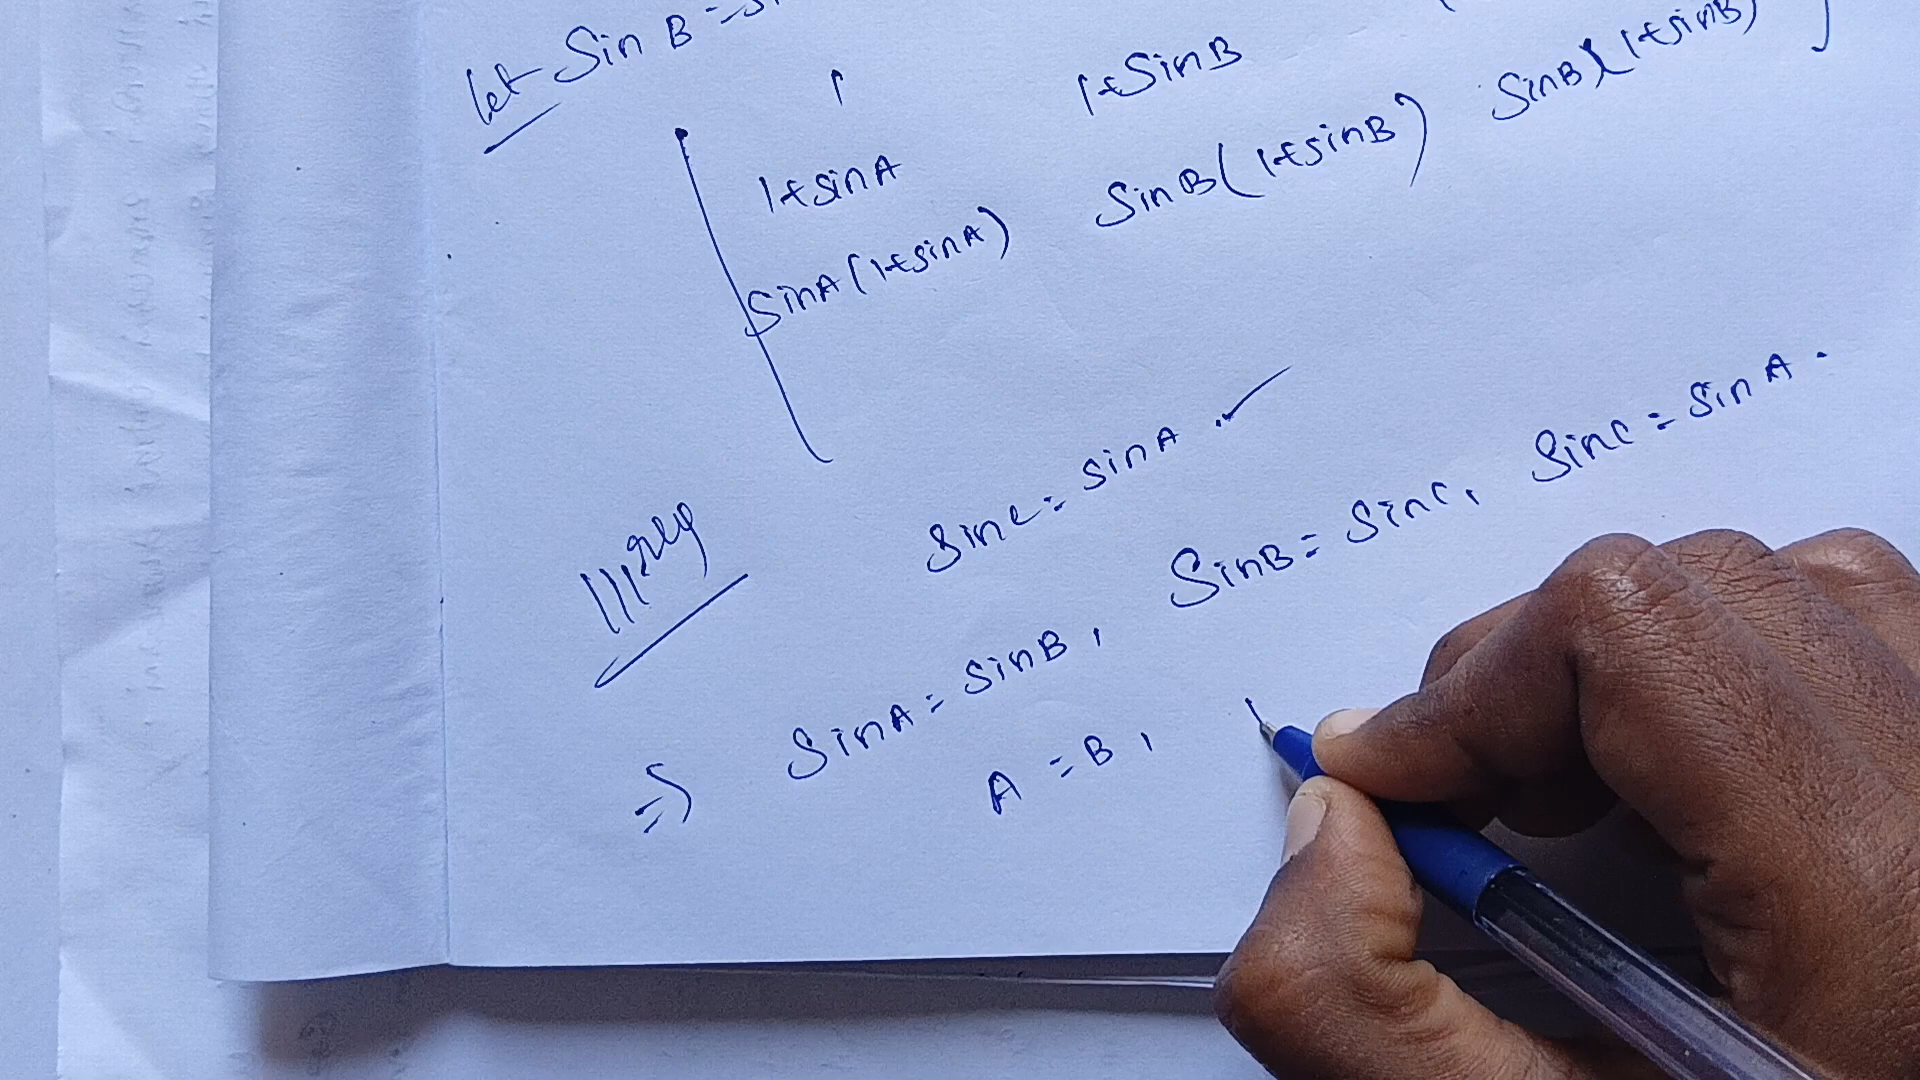 let Sin B =
1
1+sinA 1+SinB
SinA(1+sinA) SinB(1+sinB) SinB(1+sinB)
|||rly sinc = sinA.
=> SinA = sinB, SinB = sinc, Sinc = sinA.
A = B,